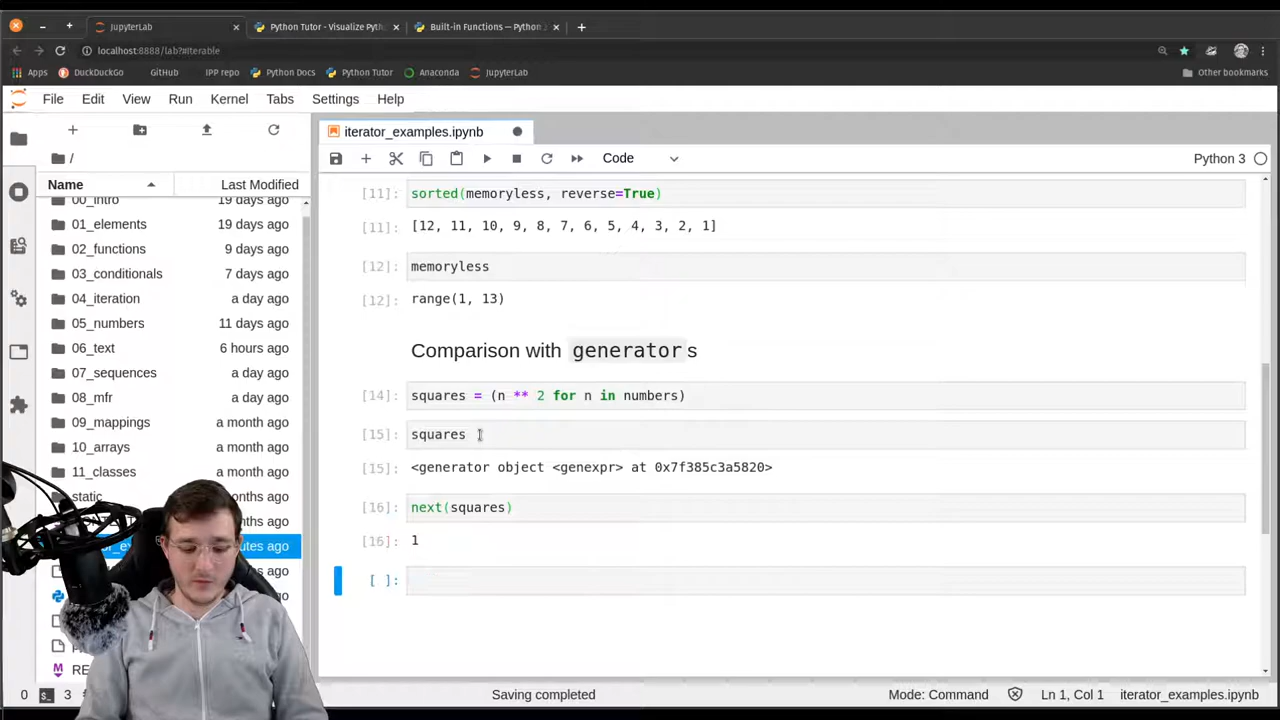 JupyterLab
Python Tutor - Visualize Pyth
Built-in Functions — Python
localhost:8888/lab?#iterable
Apps DuckDuckGo GitHub IPP repo Python Docs Python Tutor Anaconda JupyterLab Other bookmarks
File Edit View Run Kernel Tabs Settings Help
iterator_examples.ipynb
/
Code
Python 3
Name Last Modified
00_intro 19 days ago
01_elements 19 days ago
02_functions 9 days ago
03_conditionals 7 days ago
04_iteration a day ago
05_numbers 11 days ago
06_text 6 hours ago
07_sequences a day ago
08_mfr a day ago
09_mappings a month ago
10_arrays a month ago
11_classes a month ago
static
[11]: sorted(memoryless, reverse=True)
[11]: [12, 11, 10, 9, 8, 7, 6, 5, 4, 3, 2, 1]
[12]: memoryless
[12]: range(1, 13)
Comparison with generators
[14]: squares = (n ** 2 for n in numbers)
[15]: squares
[15]: <generator object <genexpr> at 0x7f385c3a5820>
[16]: next(squares)
[16]: 1
[ ]:
0 3 Saving completed Mode: Command Ln 1, Col 1 iterator_examples.ipynb